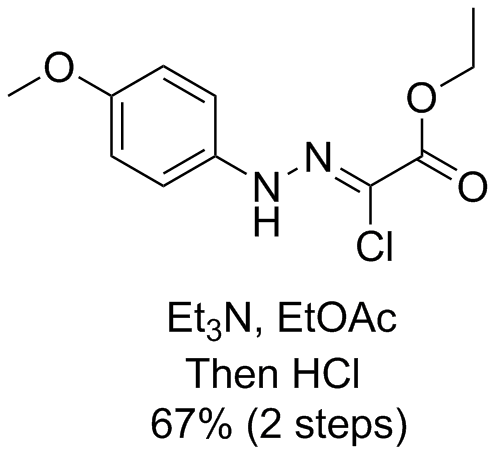 O
O
N
N
H
O
Cl
Et₃N, EtOAc
Then HCl
67% (2 steps)